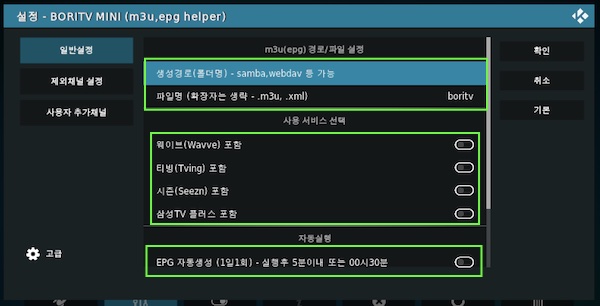 설정 - BORITV MINI (m3u,epg helper)
일반설정
제외채널 설정
사용자 추가채널
고급
m3u(epg) 경로/파일 설정
생성경로(폴더명) - samba,webdav 등 가능
파일명 (확장자는 생략 - .m3u, .xml) boritv
사용 서비스 선택
웨이브(Wavve) 포함
티빙(Tving) 포함
시즌(Seezn) 포함
삼성TV 플러스 포함
자동실행
EPG 자동생성 (1일1회) - 실행후 5분이내 또는 00시30분
확인
취소
기본